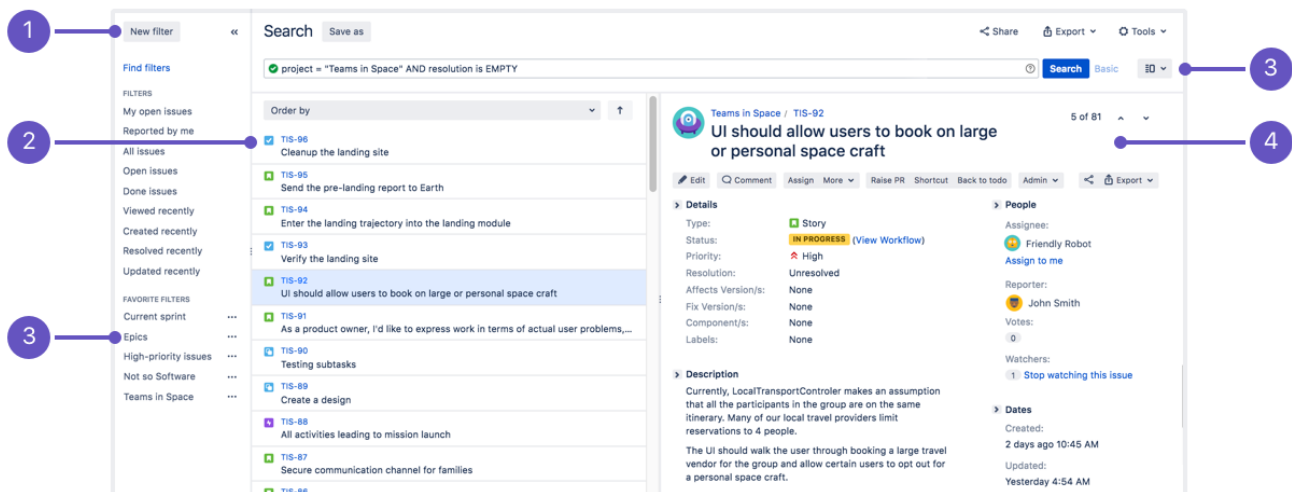 1
New filter
«
Search
Save as
Share
Export
Tools
Find filters
project = "Teams in Space" AND resolution is EMPTY
Search
Basic
3
FILTERS
My open issues
Reported by me
All issues
Open issues
Done issues
Viewed recently
Created recently
Resolved recently
Updated recently
FAVORITE FILTERS
Current sprint
Epics
High-priority issues
Not so Software
Teams in Space
2
3
Order by
TIS-96
Cleanup the landing site
TIS-95
Send the pre-landing report to Earth
TIS-94
Enter the landing trajectory into the landing module
TIS-93
Verify the landing site
TIS-92
UI should allow users to book on large or personal space craft
TIS-91
As a product owner, I'd like to express work in terms of actual user problems,...
TIS-90
Testing subtasks
TIS-89
Create a design
TIS-88
All activities leading to mission launch
TIS-87
Secure communication channel for families
TIS-86
Teams in Space / TIS-92
5 of 81
UI should allow users to book on large
or personal space craft
4
Edit Comment Assign More Raise PR Shortcut Back to todo Admin Export
Details
Type: Story
Status: IN PROGRESS (View Workflow)
Priority: High
Resolution: Unresolved
Affects Version/s: None
Fix Version/s: None
Component/s: None
Labels: None
Description
Currently, LocalTransportControler makes an assumption
that all the participants in the group are on the same
itinerary. Many of our local travel providers limit
reservations to 4 people.
The UI should walk the user through booking a large travel
vendor for the group and allow certain users to opt out for
a personal space craft.
People
Assignee:
Friendly Robot
Assign to me
Reporter:
John Smith
Votes:
0
Watchers:
1 Stop watching this issue
Dates
Created:
2 days ago 10:45 AM
Updated:
Yesterday 4:54 AM